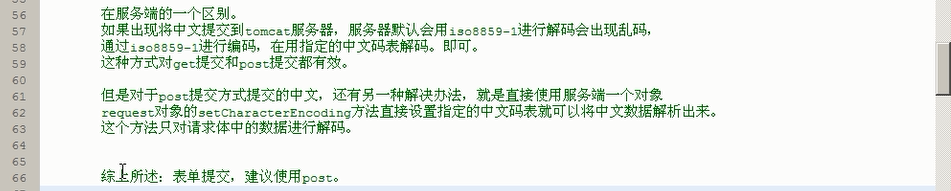 56 在服务端的一个区别。
57 如果出现将中文提交到tomcat服务器，服务器默认会用iso8859-1进行解码会出现乱码，
58 通过iso8859-1进行编码，在用指定的中文码表解码。即可。
59 这种方式对get提交和post提交都有效。
60
61 但是对于post提交方式提交的中文，还有另一种解决办法，就是直接使用服务端一个对象
62 request对象的setCharacterEncoding方法直接设置指定的中文码表就可以将中文数据解析出来。
63 这个方法只对请求体中的数据进行解码。
64
65
66 综上所述：表单提交，建议使用post。